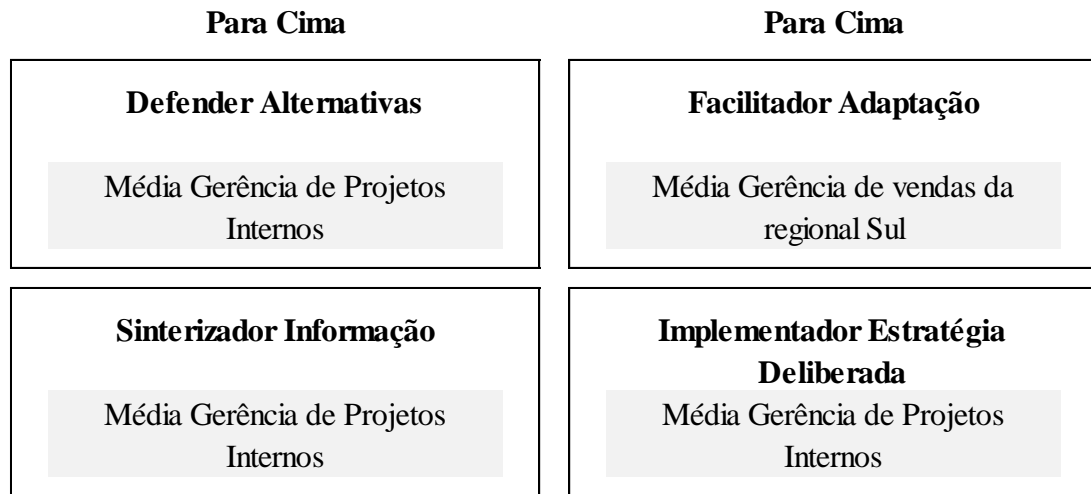 Para Cima
Para Cima
Defender Alternativas
Média Gerência de Projetos
Internos
Facilitador Adaptação
Média Gerência de vendas da
regional Sul
Sinterizador Informação
Média Gerência de Projetos
Internos
Implementador Estratégia
Deliberada
Média Gerência de Projetos
Internos